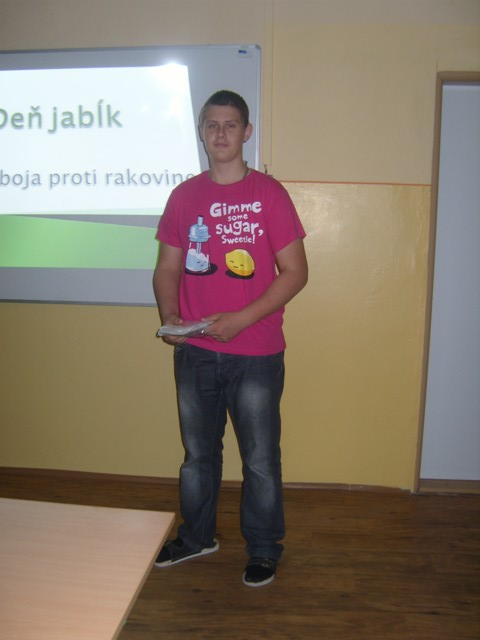 Deň jabĺk
boja proti rakovine
Gimme
some
sugar,
Sweetie!